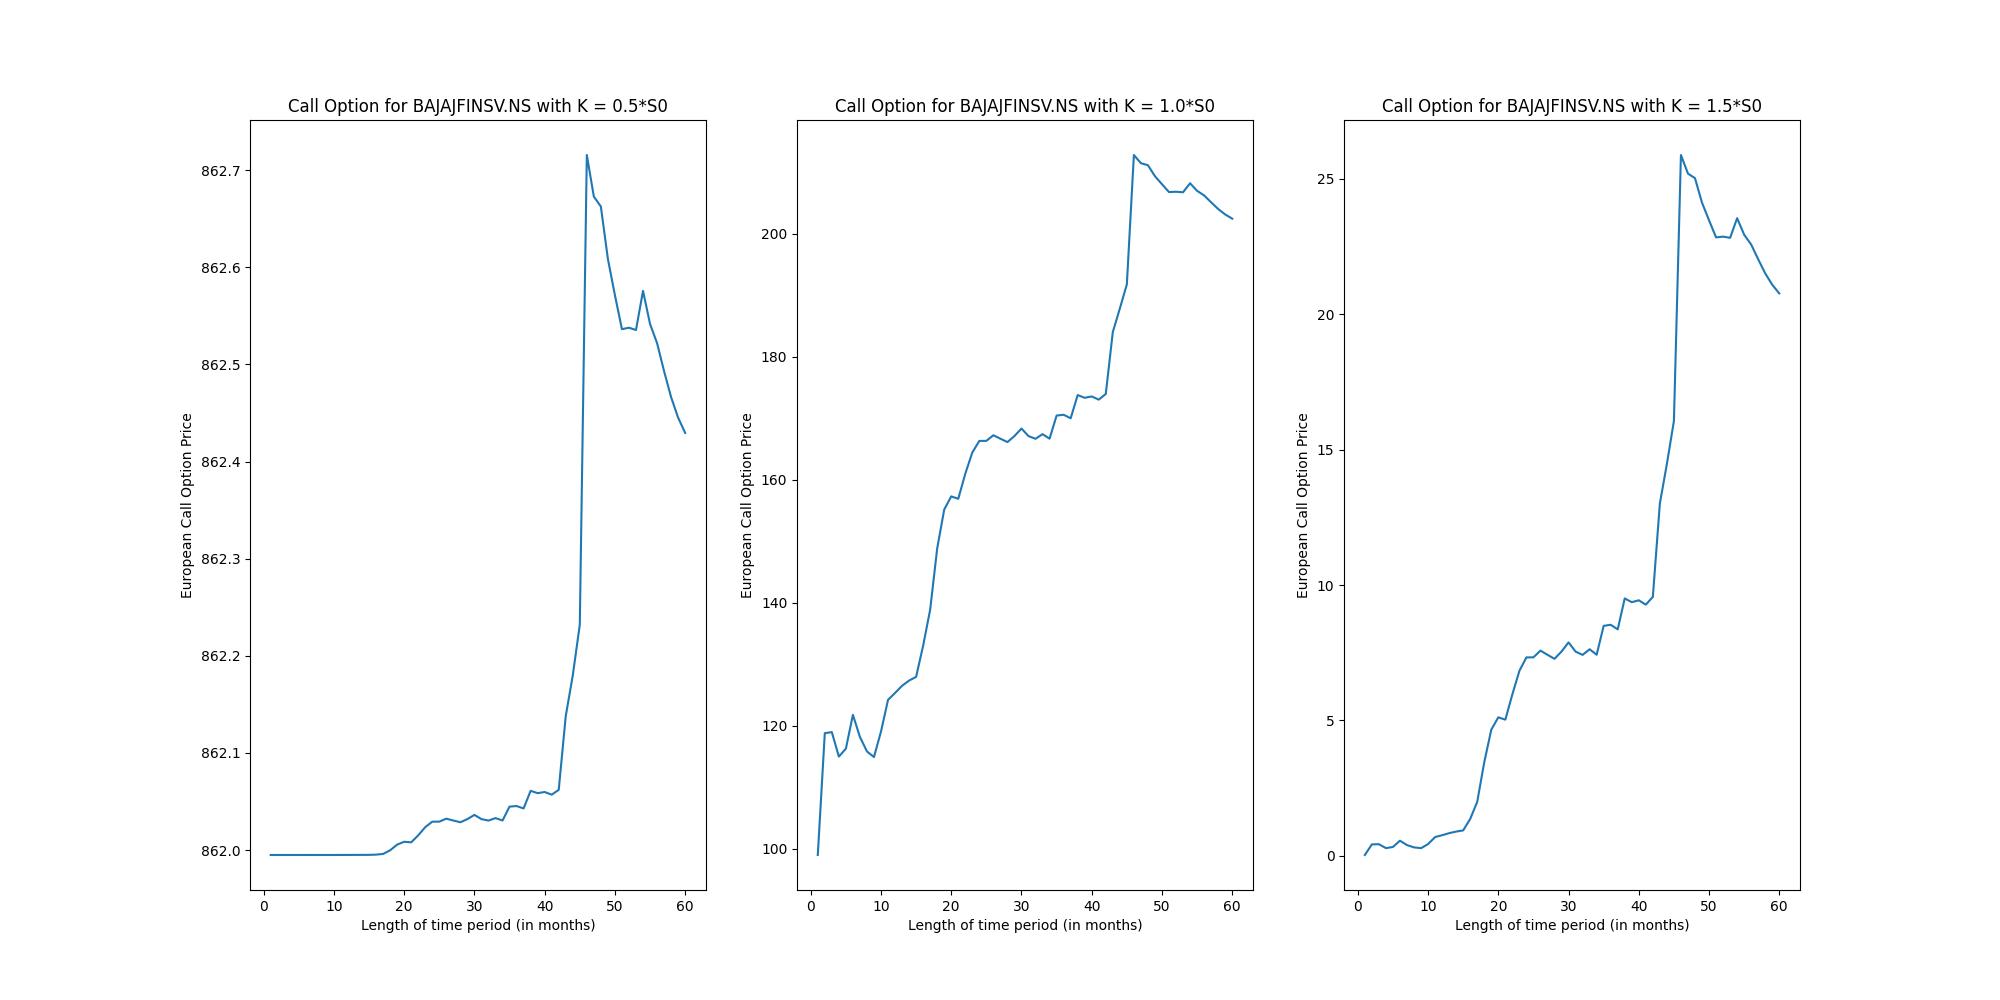 Call Option for BAJAJFINSV.NS with K = 0.5*S0
European Call Option Price
862.7
862.6
862.5
862.4
862.3
862.2
862.1
862.0
0 10 20 30 40 50 60
Length of time period (in months)
Call Option for BAJAJFINSV.NS with K = 1.0*S0
European Call Option Price
200
180
160
140
120
100
0 10 20 30 40 50 60
Length of time period (in months)
Call Option for BAJAJFINSV.NS with K = 1.5*S0
European Call Option Price
25
20
15
10
5
0
0 10 20 30 40 50 60
Length of time period (in months)